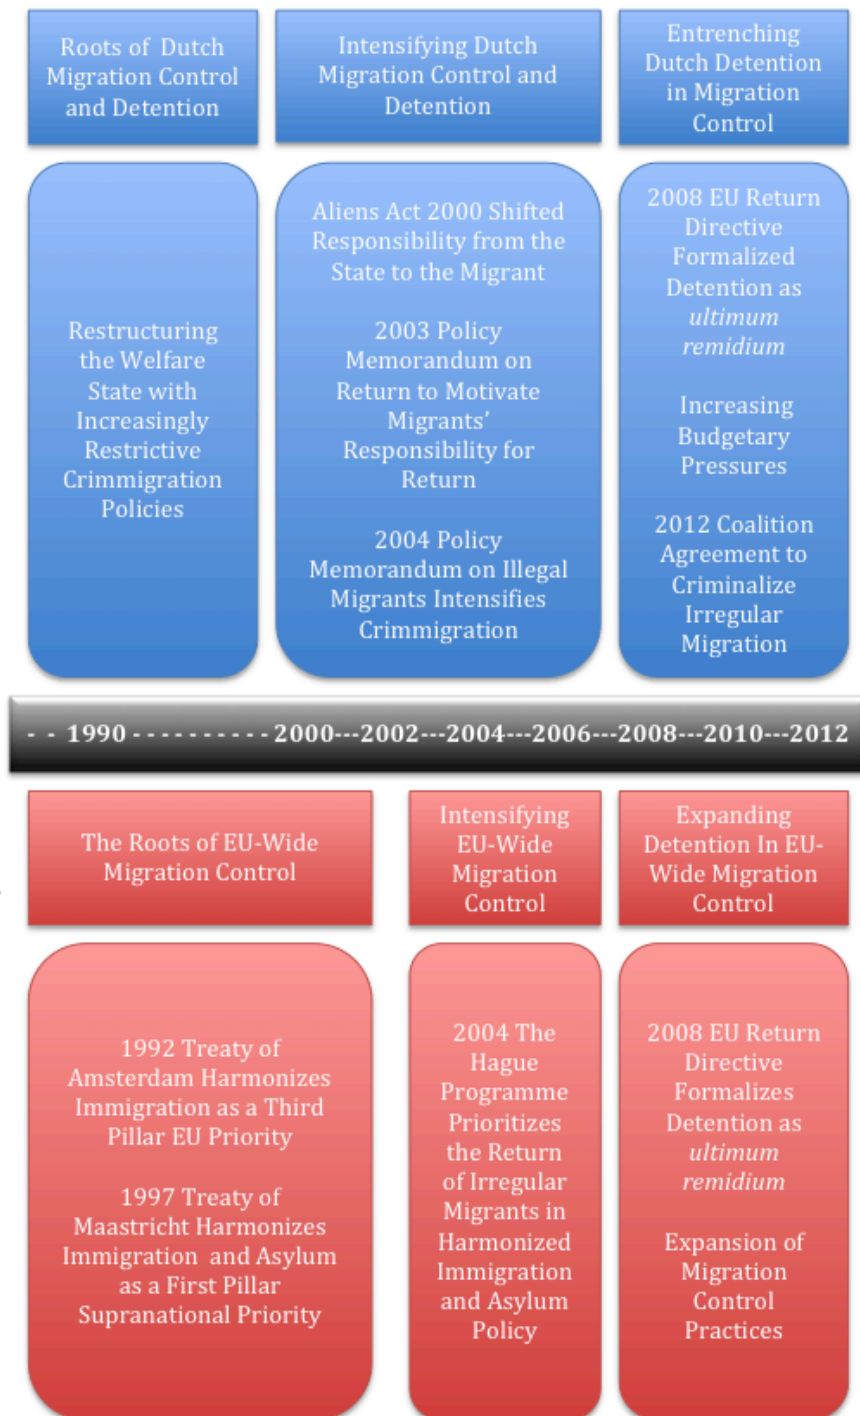 Roots of Dutch
Migration Control
and Detention
Intensifying Dutch
Migration Control and
Detention
Entrenching
Dutch Detention
in Migration
Control
Restructuring
the Welfare
State with
Increasingly
Restrictive
Crimmigration
Policies
Aliens Act 2000 Shifted
Responsibility from the
State to the Migrant
2003 Policy
Memorandum on
Return to Motivate
Migrants’
Responsibility for
Return
2004 Policy
Memorandum on Illegal
Migrants Intensifies
Crimmigration
2008 EU Return
Directive
Formalized
Detention as
ultimum
remidium
Increasing
Budgetary
Pressures
2012 Coalition
Agreement to
Criminalize
Irregular
Migration
- - 1990 - - - - - - - - - - 2000---2002---2004---2006---2008---2010---2012
The Roots of EU-Wide
Migration Control
Intensifying
EU-Wide
Migration
Control
Expanding
Detention In EU-
Wide Migration
Control
1992 Treaty of
Amsterdam Harmonizes
Immigration as a Third
Pillar EU Priority
1997 Treaty of
Maastricht Harmonizes
Immigration and Asylum
as a First Pillar
Supranational Priority
2004 The
Hague
Programme
Prioritizes
the Return
of Irregular
Migrants in
Harmonized
Immigration
and Asylum
Policy
2008 EU Return
Directive
Formalizes
Detention as
ultimum
remidium
Expansion of
Migration
Control
Practices